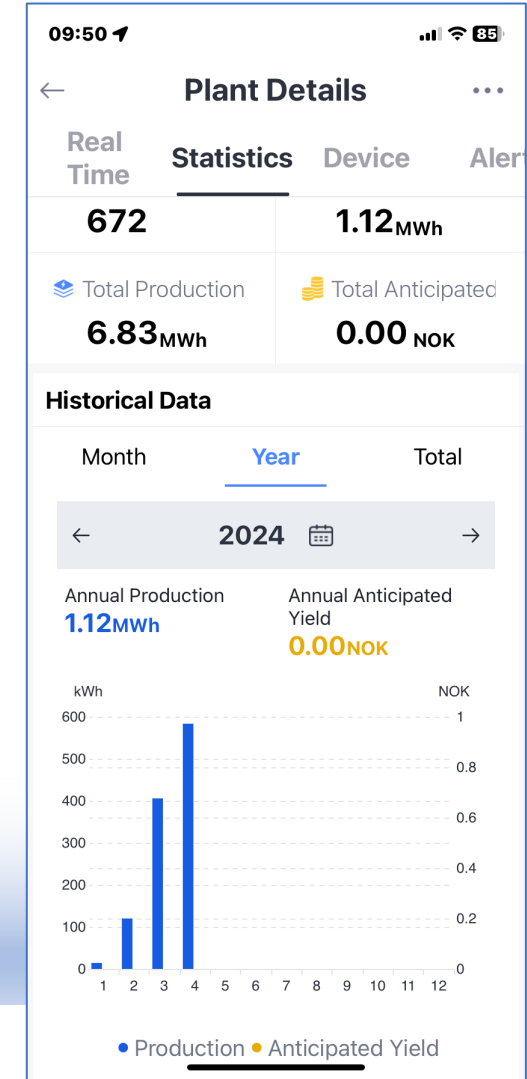 09:50
85
Plant Details
Real Time
Statistics
Device
Aler
672
1.12MWh
Total Production
Total Anticipated
6.83MWh
0.00 NOK
Historical Data
Month
Year
Total
2024
Annual Production
Annual Anticipated Yield
1.12MWh
0.00NOK
kWh
NOK
600
1
500
0.8
400
0.6
300
0.4
200
0.2
100
0
0
1 2 3 4 5 6 7 8 9 10 11 12
Production
Anticipated Yield